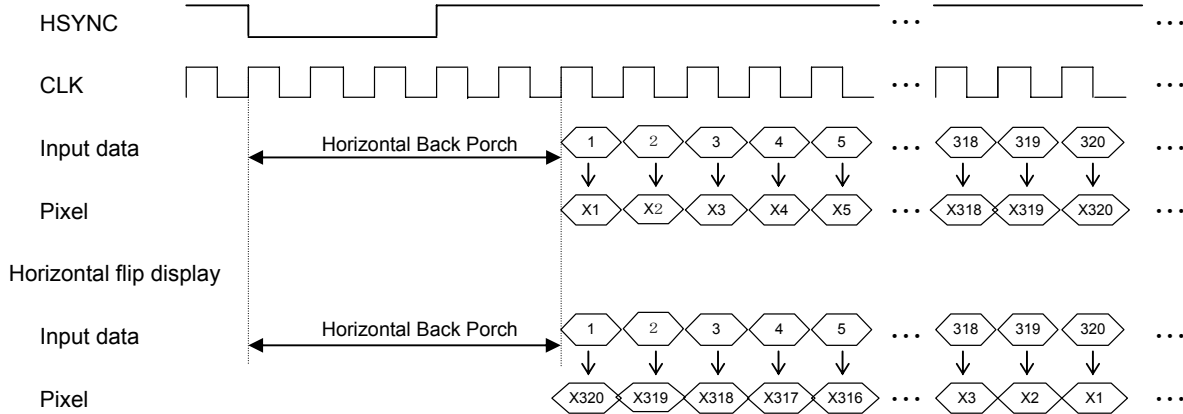 HSYNC ... ...
CLK ... ...
Input data Horizontal Back Porch 1 2 3 4 5 ... 318 319 320 ...
Pixel X1 X2 X3 X4 X5 ... X318 X319 X320 ...
Horizontal flip display
Input data Horizontal Back Porch 1 2 3 4 5 ... 318 319 320 ...
Pixel X320 X319 X318 X317 X316 ... X3 X2 X1 ...